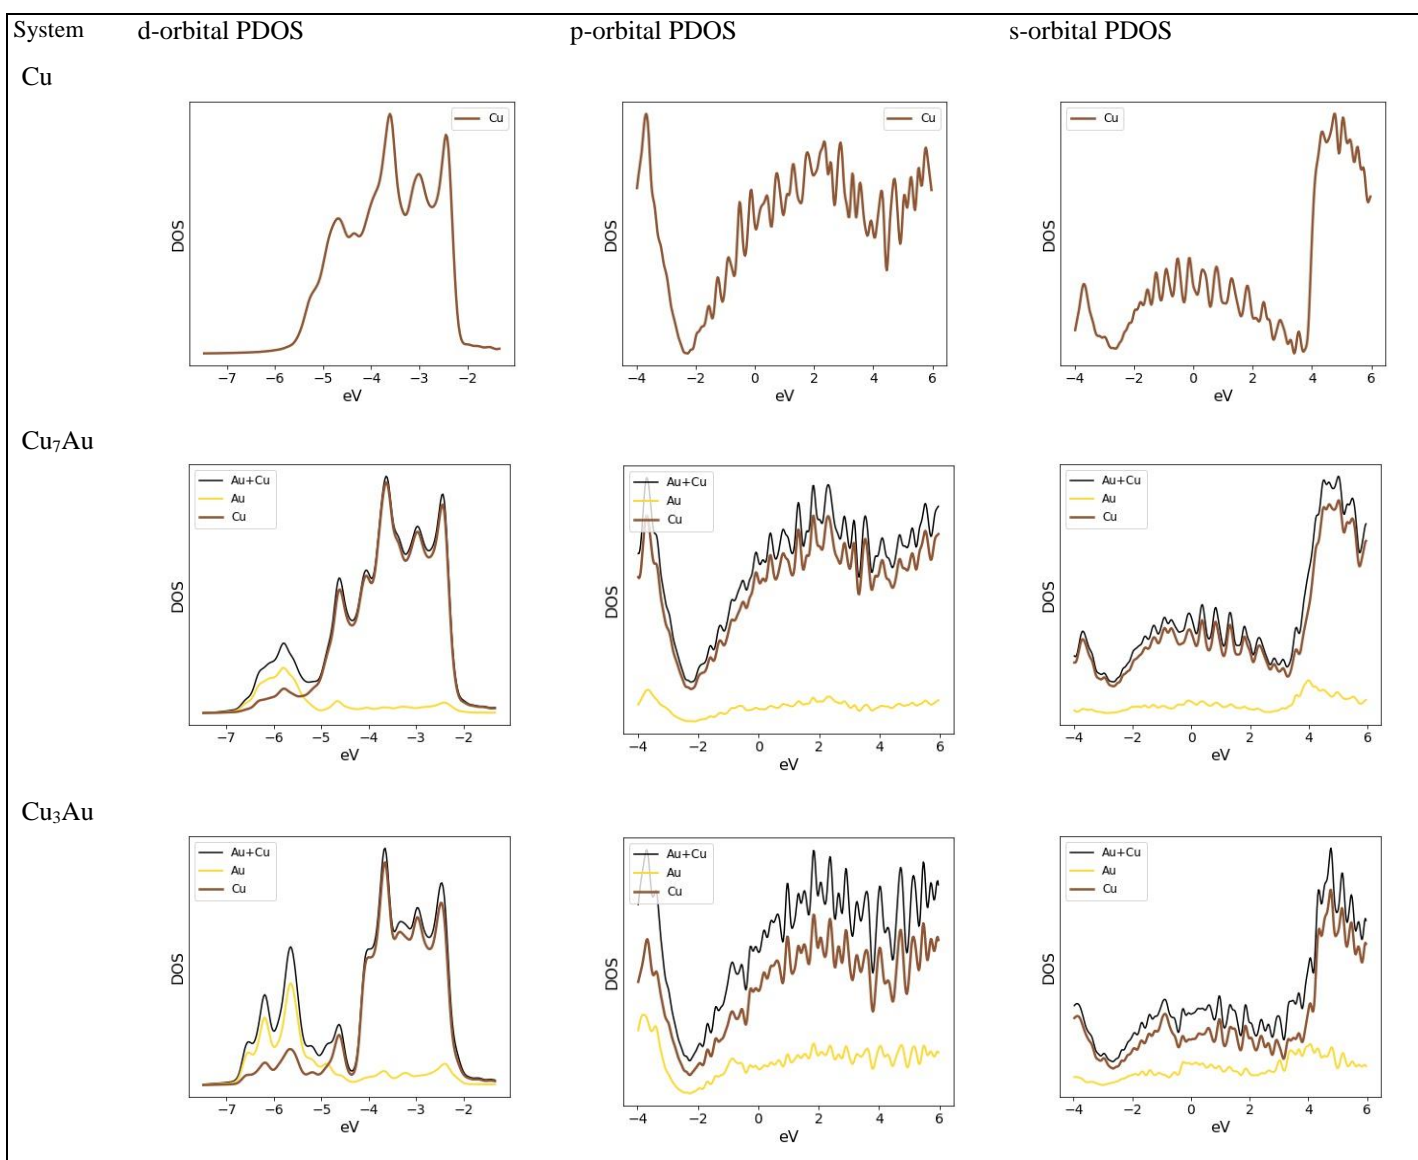 System d-orbital PDOS p-orbital PDOS s-orbital PDOS
Cu
Cu Cu Cu
DOS DOS DOS
−7 −6 −5 −4 −3 −2 −4 −2 0 2 4 6 −4 −2 0 2 4 6
eV eV eV
Cu₇Au
Au+Cu Au+Cu Au+Cu
Au Au Au
Cu Cu Cu
DOS DOS DOS
−7 −6 −5 −4 −3 −2 −4 −2 0 2 4 6 −4 −2 0 2 4 6
eV eV eV
Cu₃Au
Au+Cu Au+Cu Au+Cu
Au Au Au
Cu Cu Cu
DOS DOS DOS
−7 −6 −5 −4 −3 −2 −4 −2 0 2 4 6 −4 −2 0 2 4 6
eV eV eV